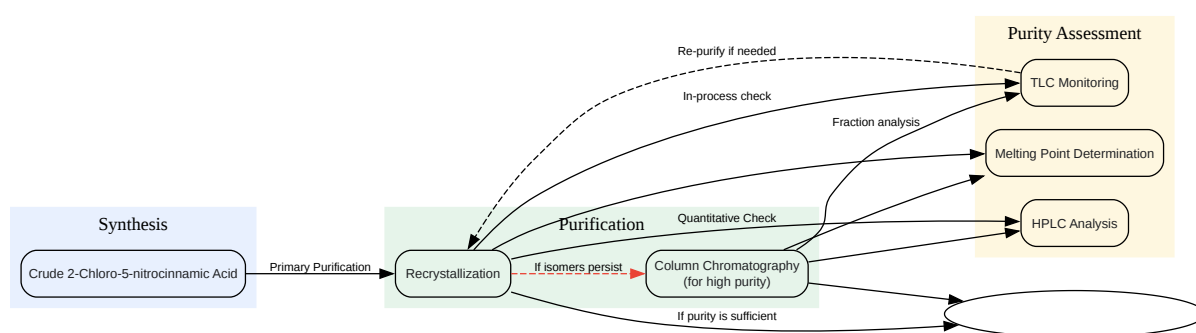 Purity Assessment
Re-purify if needed
TLC Monitoring
In-process check
Fraction analysis
Melting Point Determination
Synthesis
Purification
Quantitative Check
HPLC Analysis
Crude 2-Chloro-5-nitrocinnamic Acid
Primary Purification
Recrystallization
If isomers persist
Column Chromatography
(for high purity)
If purity is sufficient